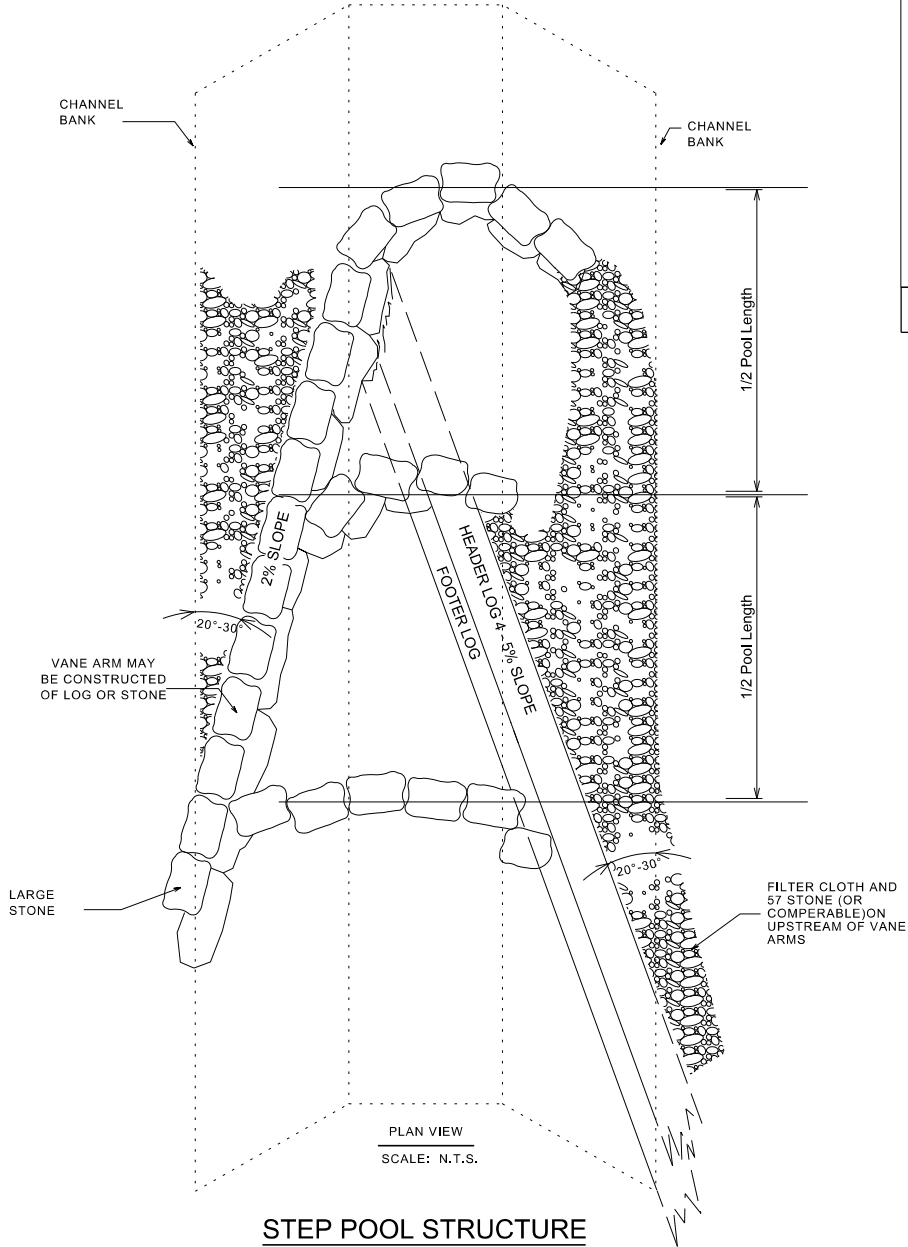 CHANNEL
BANK
CHANNEL
BANK
1/2 Pool Length
2% SLOPE
HEADER LOG 4- 5% SLOPE
FOOTER LOG
20°-30°
VANE ARM MAY
BE CONSTRUCTED
OF LOG OR STONE
1/2 Pool Length
20°-30°
LARGE
STONE
FILTER CLOTH AND
57 STONE (OR
COMPERABLE)ON
UPSTREAM OF VANE
ARMS
PLAN VIEW
SCALE: N.T.S.
STEP POOL STRUCTURE